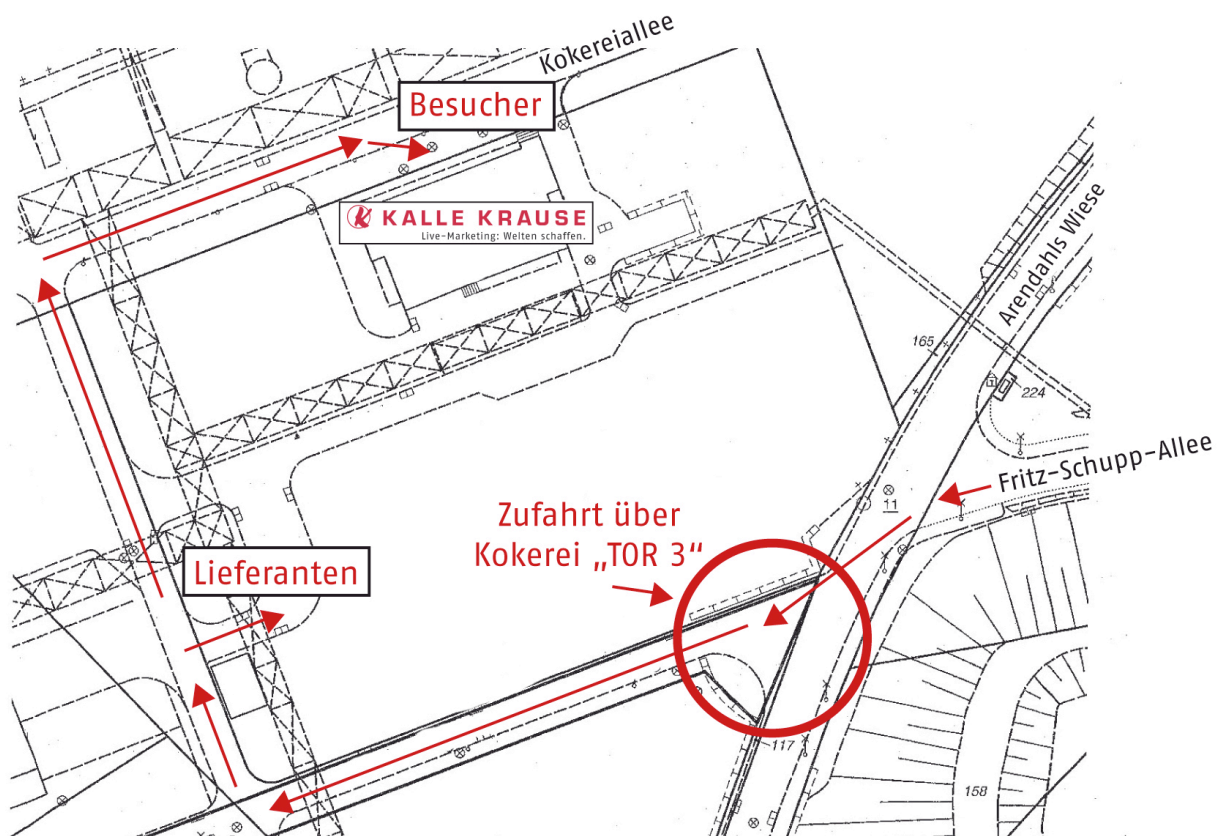 Kokereiallee
Besucher
KALLE KRAUSE
Live-Marketing: Welten schaffen.
Arendahls Wiese
165
224
Fritz-Schupp-Allee
11
Zufahrt über
Kokerei „TOR 3“
Lieferanten
117
158